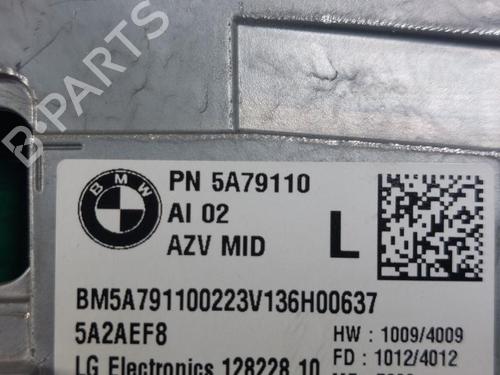 BMW
PN 5A79110
AI 02
AZV MID
L
BM5A791100223V136H00637
5A2AEF8
HW : 1009/4009
LG Electronics 128228 10
FD : 1012/4012
B-PARTS